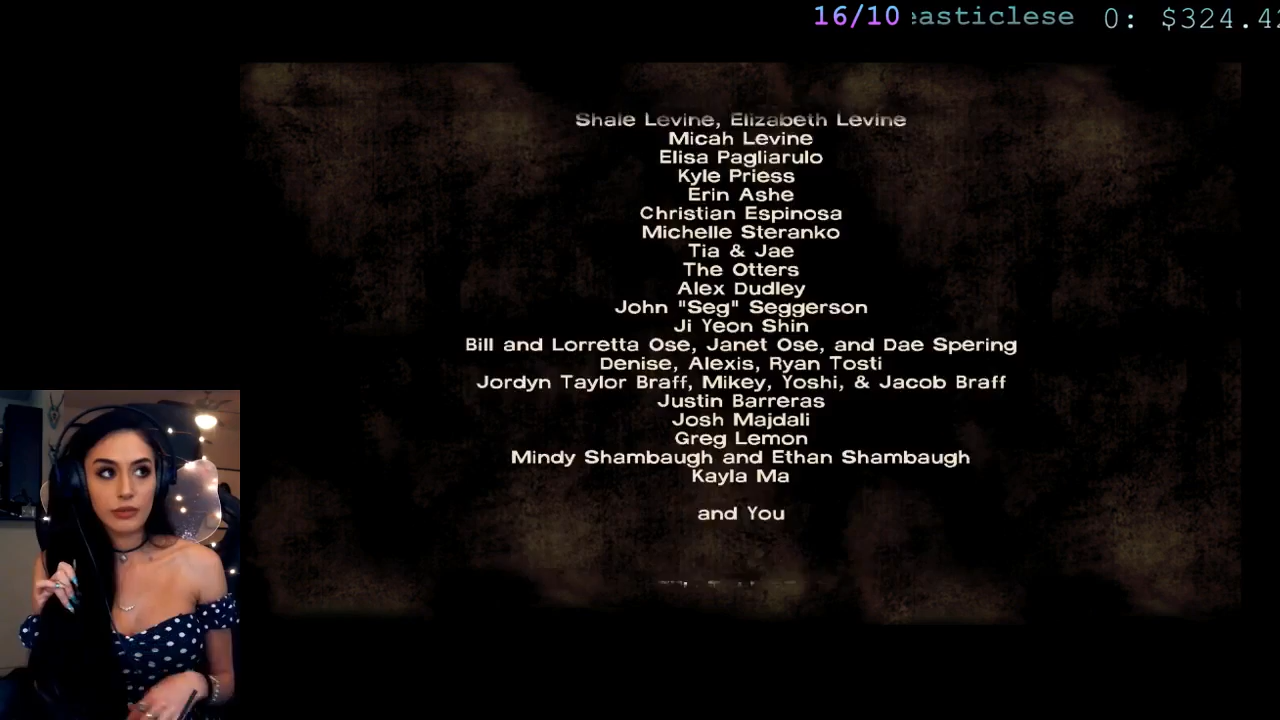 16/10 easticlese 0: $324.42
Shale Levine, Elizabeth Levine
Micah Levine
Elisa Pagliarulo
Kyle Priess
Erin Ashe
Christian Espinosa
Michelle Steranko
Tia & Jae
The Otters
Alex Dudley
John "Seg" Seggerson
Ji Yeon Shin
Bill and Lorretta Ose, Janet Ose, and Dae Spering
Denise, Alexis, Ryan Tosti
Jordyn Taylor Braff, Mikey, Yoshi, & Jacob Braff
Justin Barreras
Josh Majdali
Greg Lemon
Mindy Shambaugh and Ethan Shambaugh
Kayla Ma
and You